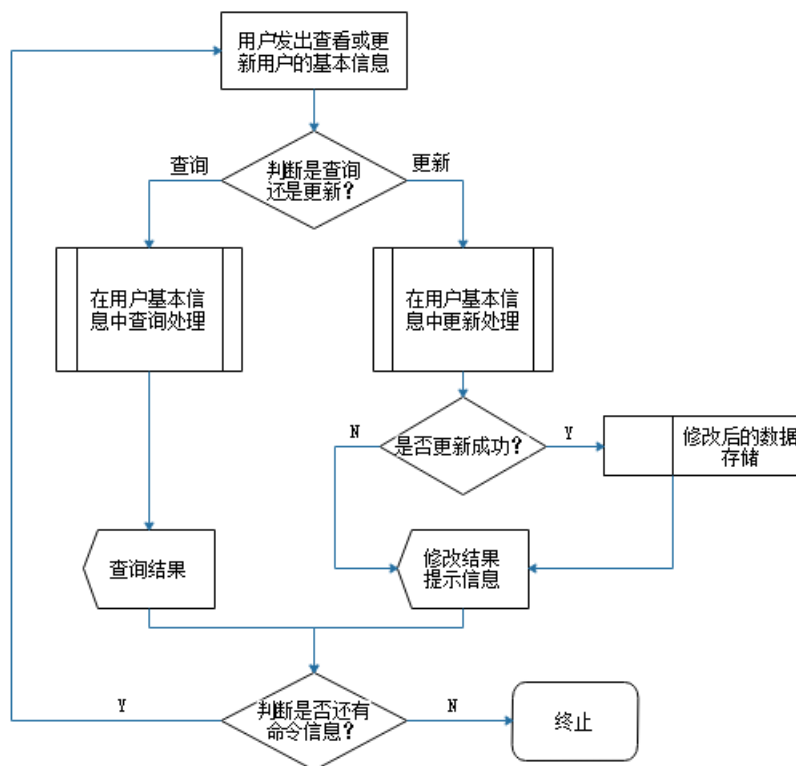 用户发出查看或更
新用户的基本信息
查询
判断是查询
还是更新？
更新
在用户基本信
息中查询处理
在用户基本信
息中更新处理
N
是否更新成功？
Y
修改后的数据
存储
查询结果
修改结果
提示信息
Y
判断是否还有
命令信息？
N
终止